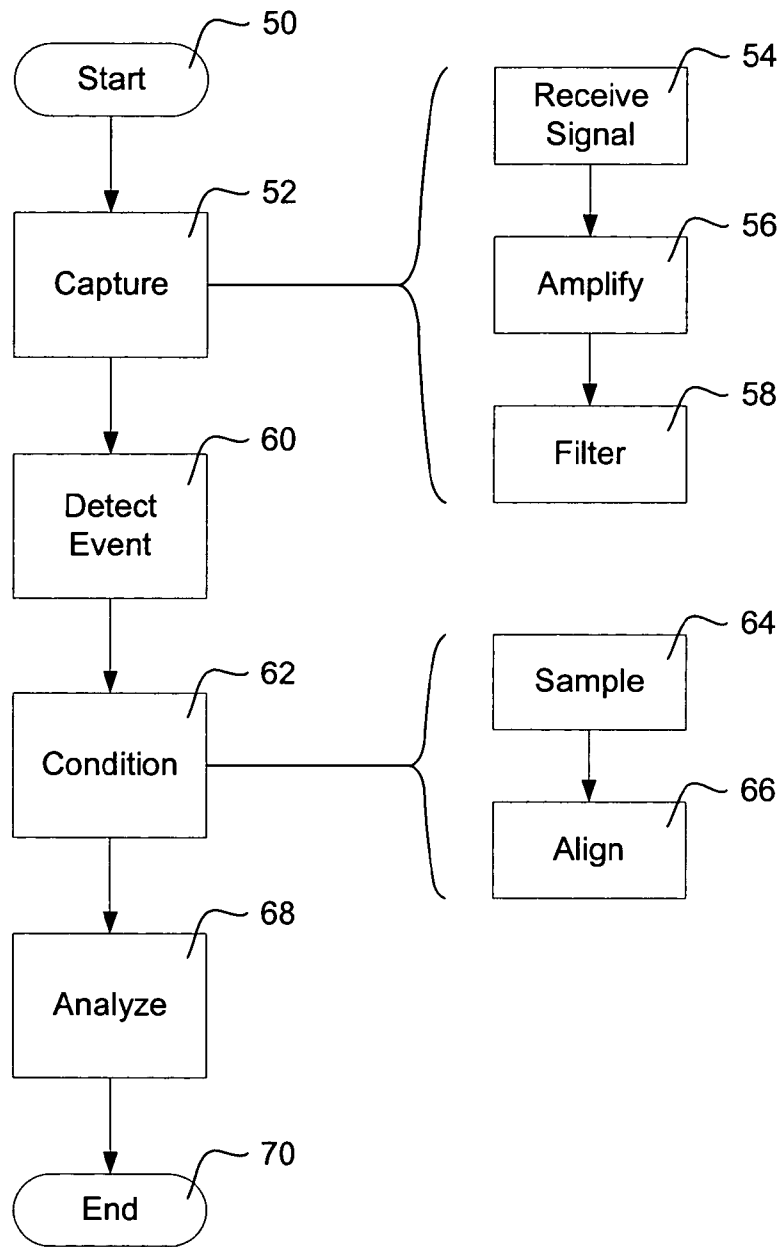 50
Start
52
Capture
54
Receive
Signal
56
Amplify
58
Filter
60
Detect
Event
62
Condition
64
Sample
66
Align
68
Analyze
70
End